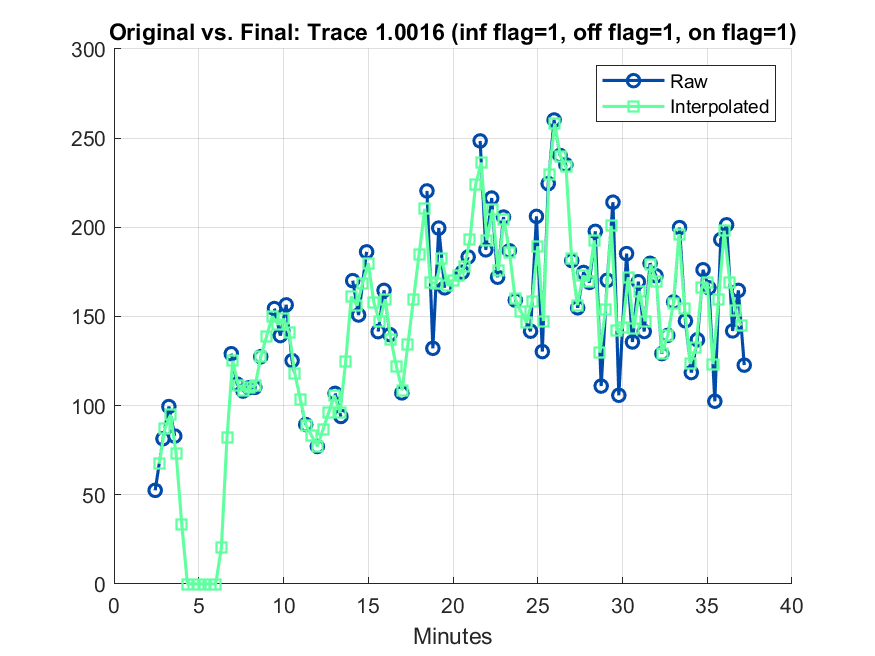 Original vs. Final: Trace 1.0016 (inf flag=1, off flag=1, on flag=1)
300
250
200
150
100
50
0
Raw
Interpolated
0 5 10 15 20 25 30 35 40
Minutes